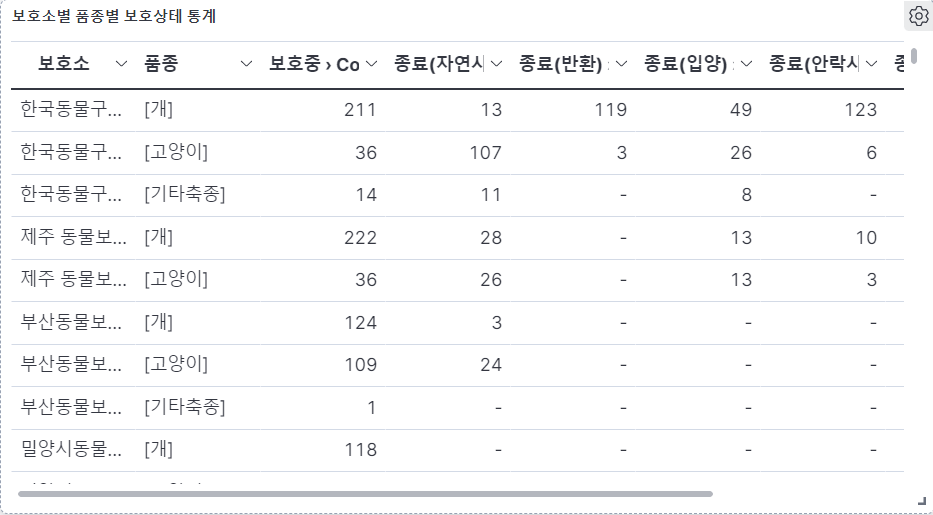 보호소별 품종별 보호상테 통계
보호소 품종 보호중 › Co 종료(자연사 종료(반환) 종료(입양) 종료(안락사
한국동물구... [개] 211 13 119 49 123
한국동물구... [고양이] 36 107 3 26 6
한국동물구... [기타축종] 14 11 - 8 -
제주 동물보... [개] 222 28 - 13 10
제주 동물보... [고양이] 36 26 - 13 3
부산동물보... [개] 124 3 - - -
부산동물보... [고양이] 109 24 - - -
부산동물보... [기타축종] 1 - - - -
밀양시동물... [개] 118 - - - -